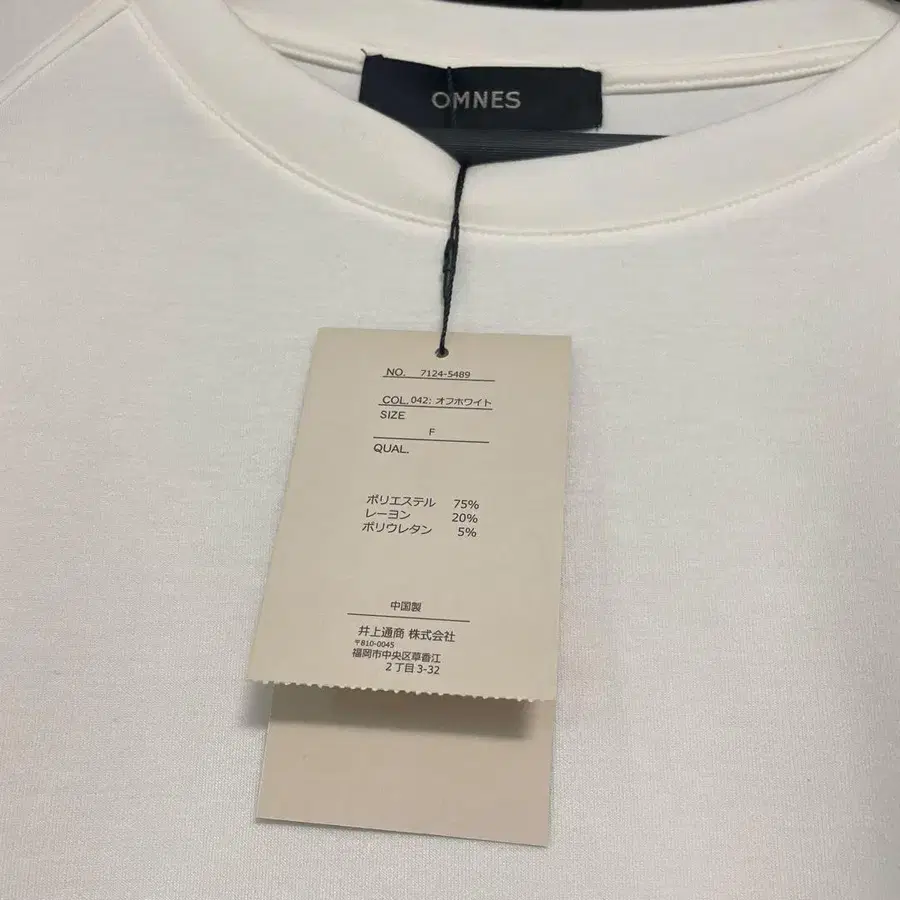 OMNES
NO. 7124-5489
COL. 042: オフホワイト
SIZE
F
QUAL.
ポリエステル 75%
レーヨン 20%
ポリウレタン 5%
中国製
井上通商 株式会社
〒810-0045
福岡市中央区草香江
2丁目3-32